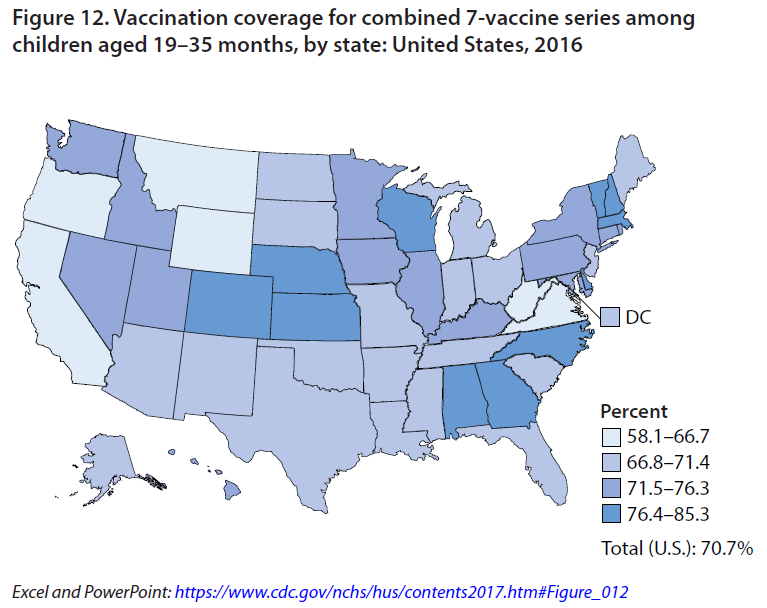 Figure 12. Vaccination coverage for combined 7-vaccine series among
children aged 19–35 months, by state: United States, 2016
DC
Percent
58.1–66.7
66.8–71.4
71.5–76.3
76.4–85.3
Total (U.S.): 70.7%
Excel and PowerPoint: https://www.cdc.gov/nchs/hus/contents2017.htm#Figure_012